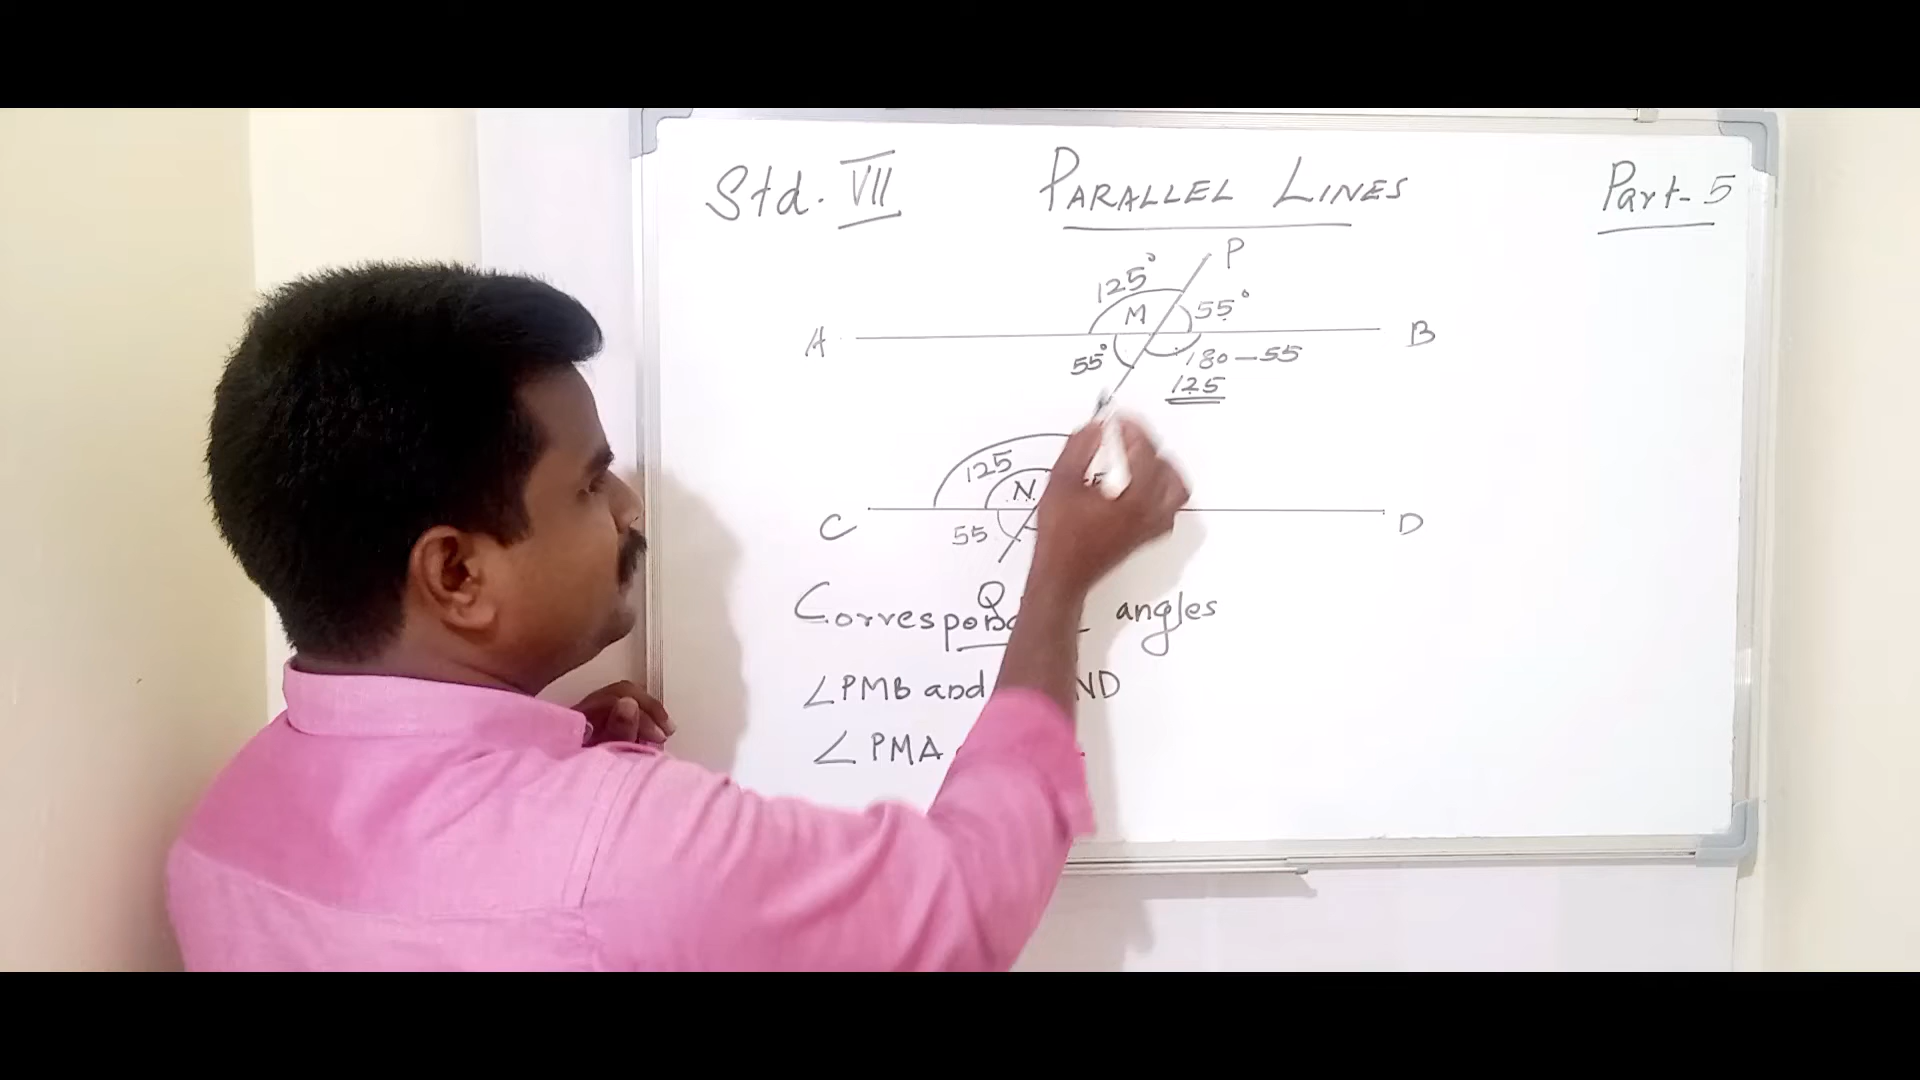 Std. VII PARALLEL LINES Part-5
P
125° M 55°
A B
55° 180-55
125
125 N
C D
55
Q
angles
∠PMB and ND
∠PMA